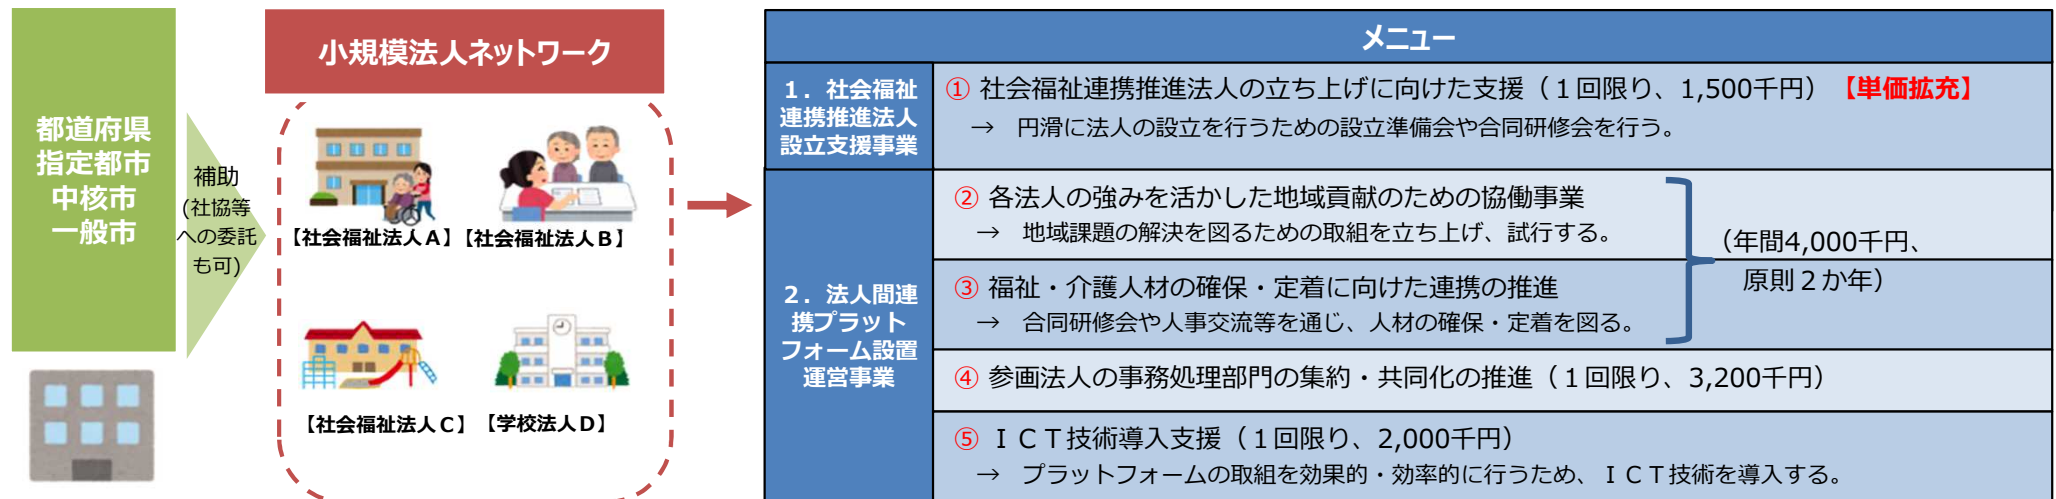 都道府県
指定都市
中核市
一般市
補助
(社協等
への委託
も可)
小規模法人ネットワーク
【社会福祉法人A】【社会福祉法人B】
【社会福祉法人C】【学校法人D】
メニュー
１．社会福祉
連携推進法人
設立支援事業
① 社会福祉連携推進法人の立ち上げに向けた支援（１回限り、1,500千円）【単価拡充】
→ 円滑に法人の設立を行うための設立準備会や合同研修会を行う。
２．法人間連
携プラット
フォーム設置
運営事業
② 各法人の強みを活かした地域貢献のための協働事業
→ 地域課題の解決を図るための取組を立ち上げ、試行する。
③ 福祉・介護人材の確保・定着に向けた連携の推進
→ 合同研修会や人事交流等を通じ、人材の確保・定着を図る。
（年間4,000千円、
原則２か年）
④ 参画法人の事務処理部門の集約・共同化の推進（１回限り、3,200千円）
⑤ ＩＣＴ技術導入支援（１回限り、2,000千円）
→ プラットフォームの取組を効果的・効率的に行うため、ＩＣＴ技術を導入する。